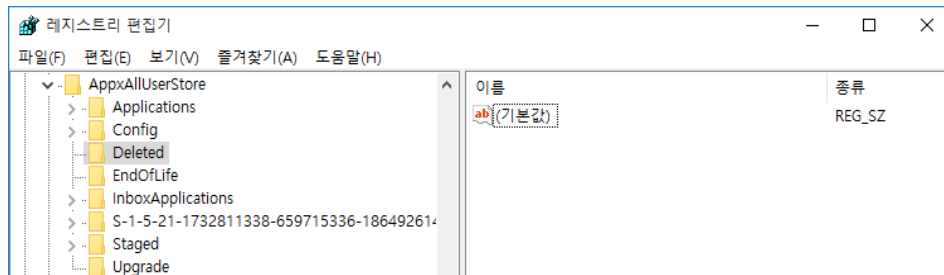 레지스트리 편집기
파일(F) 편집(E) 보기(V) 즐겨찾기(A) 도움말(H)
AppxAllUserStore
Applications
Config
Deleted
EndOfLife
InboxApplications
S-1-5-21-1732811338-659715336-186492614
Staged
Upgrade
이름 종류
ab (기본값) REG_SZ